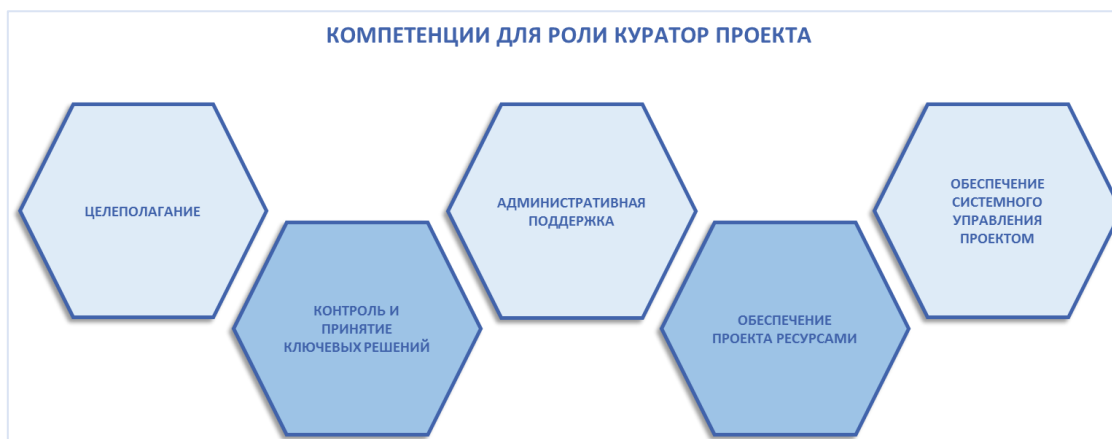 КОМПЕТЕНЦИИ ДЛЯ РОЛИ КУРАТОР ПРОЕКТА
ЦЕЛЕПОЛАГАНИЕ
КОНТРОЛЬ И
ПРИНЯТИЕ
КЛЮЧЕВЫХ РЕШЕНИЙ
АДМИНИСТРАТИВНАЯ
ПОДДЕРЖКА
ОБЕСПЕЧЕНИЕ
ПРОЕКТА РЕСУРСАМИ
ОБЕСПЕЧЕНИЕ
СИСТЕМНОГО
УПРАВЛЕНИЯ
ПРОЕКТОМ